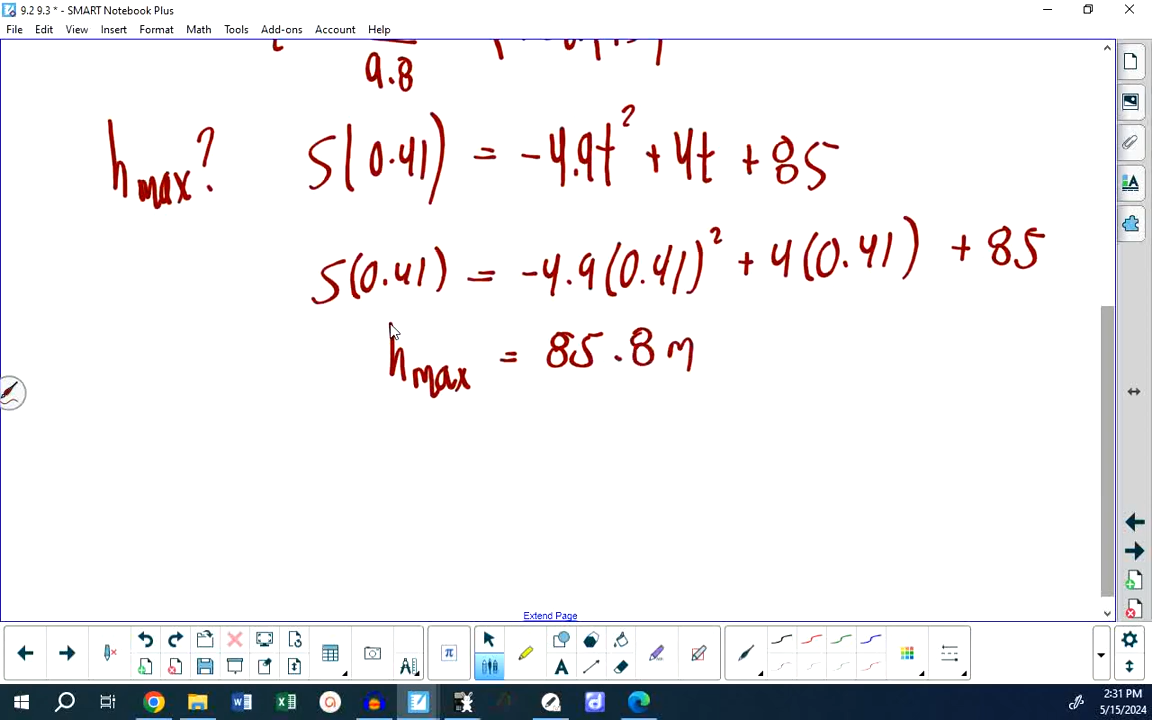 9.2 9.3 * - SMART Notebook Plus
File Edit View Insert Format Math Tools Add-ons Account Help
9.8
hmax? S(0.41) = -4.9t² + 4t + 85
S(0.41) = -4.9(0.41)² + 4(0.41) + 85
hmax = 85.8 m
Extend Page
2:31 PM
5/15/2024